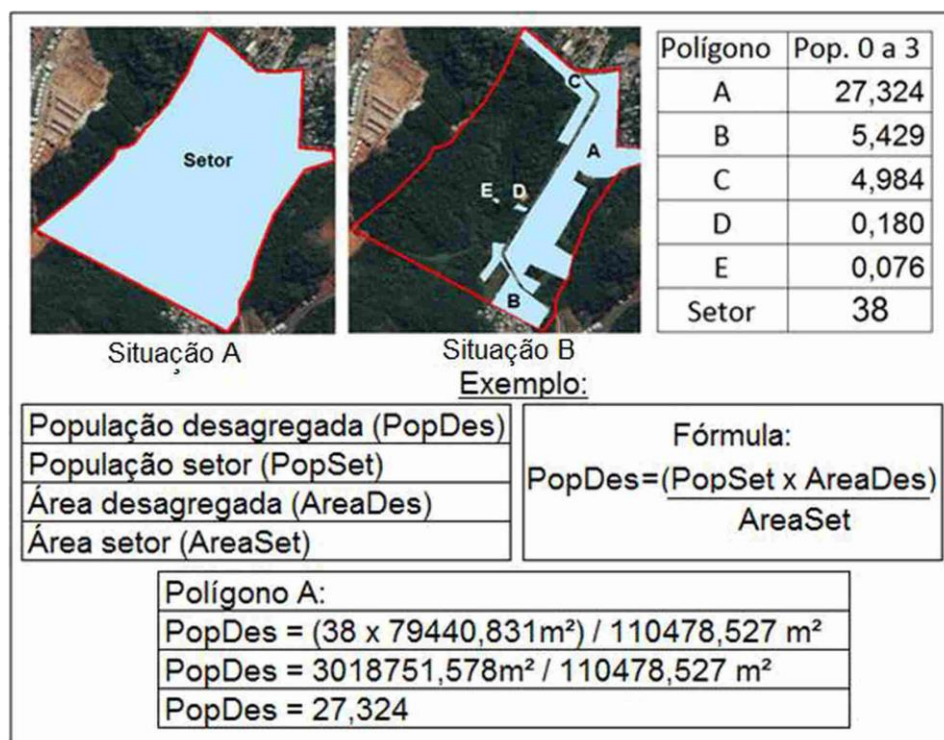 Setor
C
A
E
D
B
Situação A
Situação B
Polígono Pop. 0 a 3
A 27,324
B 5,429
C 4,984
D 0,180
E 0,076
Setor 38
Exemplo:
População desagregada (PopDes)
População setor (PopSet)
Área desagregada (AreaDes)
Área setor (AreaSet)
Fórmula:
PopDes=(PopSet x AreaDes)
AreaSet
Polígono A:
PopDes = (38 x 79440,831m²) / 110478,527 m²
PopDes = 3018751,578m² / 110478,527 m²
PopDes = 27,324